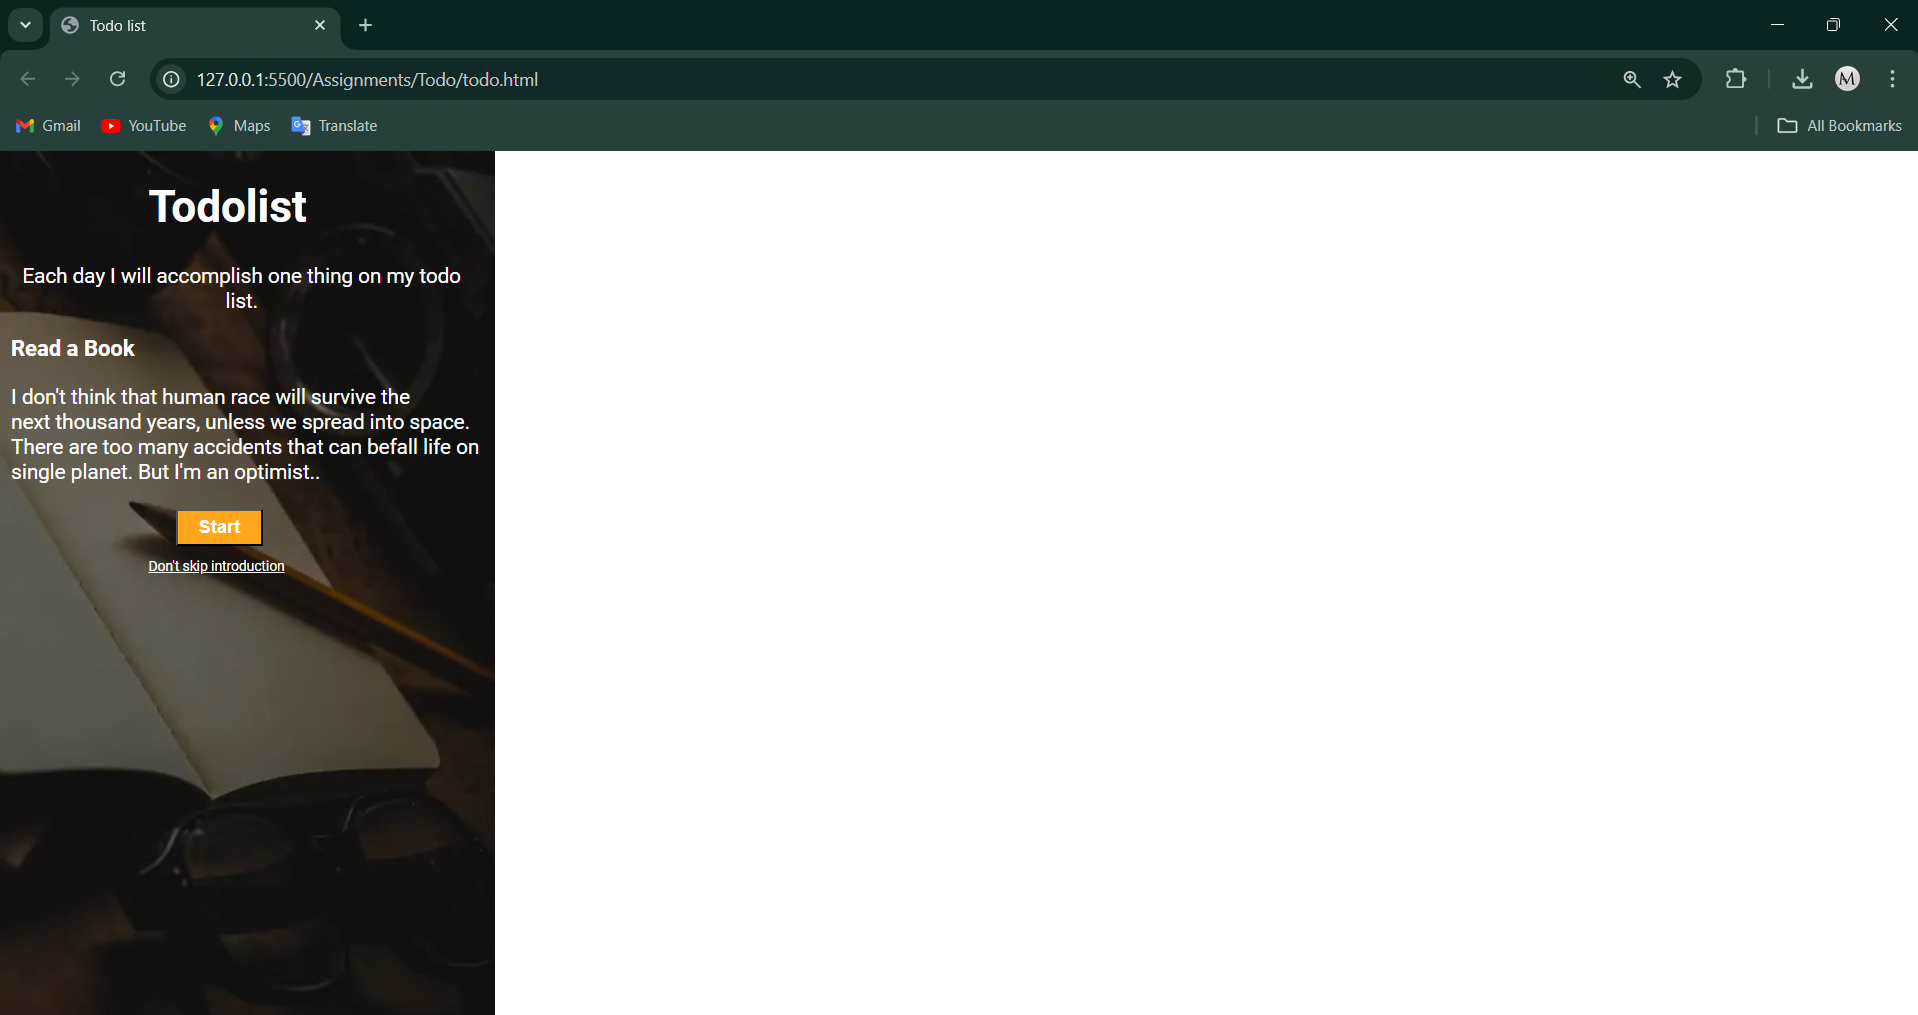 Todo list
127.0.0.1:5500/Assignments/Todo/todo.html
M
Gmail
YouTube
Maps
Translate
All Bookmarks
Todolist
Each day I will accomplish one thing on my todo
list.
Read a Book
I don't think that human race will survive the
next thousand years, unless we spread into space.
There are too many accidents that can befall life on
single planet. But I'm an optimist..
Start
Don't skip introduction